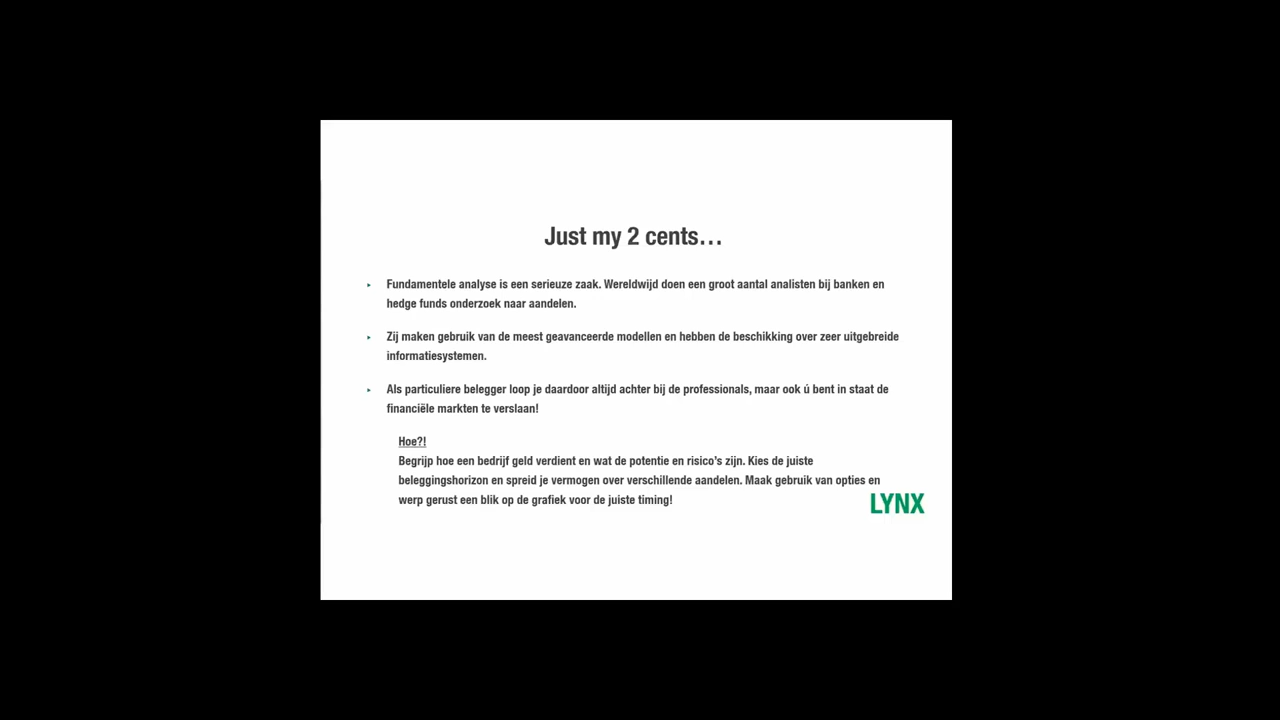 Just my 2 cents…
Fundamentele analyse is een serieuze zaak. Wereldwijd doen een groot aantal analisten bij banken en
hedge funds onderzoek naar aandelen.
Zij maken gebruik van de meest geavanceerde modellen en hebben de beschikking over zeer uitgebreide
informatiesystemen.
Als particuliere belegger loop je daardoor altijd achter bij de professionals, maar ook ú bent in staat de
financiële markten te verslaan!
Hoe?!
Begrijp hoe een bedrijf geld verdient en wat de potentie en risico's zijn. Kies de juiste
beleggingshorizon en spreid je vermogen over verschillende aandelen. Maak gebruik van opties en
werp gerust een blik op de grafiek voor de juiste timing!
LYNX